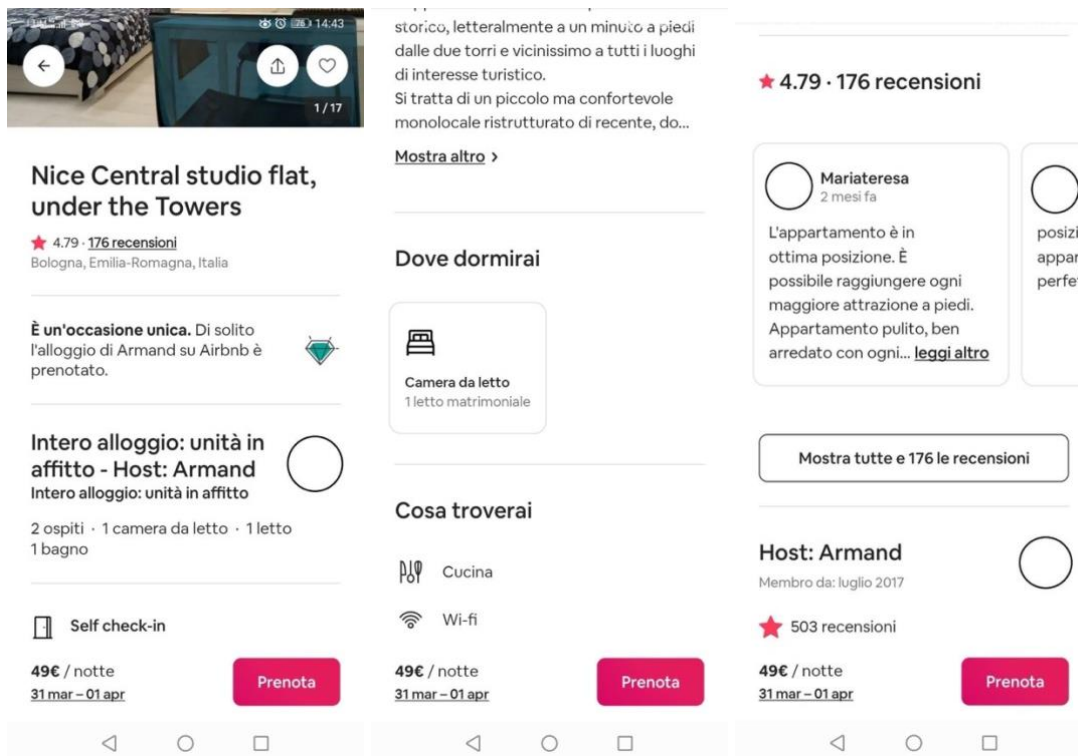 14:43
1 / 17
Nice Central studio flat,
under the Towers
4.79 · 176 recensioni
Bologna, Emilia-Romagna, Italia
È un'occasione unica. Di solito
l'alloggio di Armand su Airbnb è
prenotato.
Intero alloggio: unità in
affitto - Host: Armand
Intero alloggio: unità in affitto
2 ospiti · 1 camera da letto · 1 letto
1 bagno
Self check-in
49€ / notte
31 mar – 01 apr
Prenota
storico, letteralmente a un minuto a piedi
dalle due torri e vicinissimo a tutti i luoghi
di interesse turistico.
Si tratta di un piccolo ma confortevole
monolocale ristrutturato di recente, do...
Mostra altro >
Dove dormirai
Camera da letto
1 letto matrimoniale
Cosa troverai
Cucina
Wi-fi
49€ / notte
31 mar – 01 apr
Prenota
4.79 · 176 recensioni
Mariateresa
2 mesi fa
L'appartamento è in
ottima posizione. È
possibile raggiungere ogni
maggiore attrazione a piedi.
Appartamento pulito, ben
arredato con ogni... leggi altro
posizi
appar
perfe
Mostra tutte e 176 le recensioni
Host: Armand
Membro da: luglio 2017
503 recensioni
49€ / notte
31 mar – 01 apr
Prenota